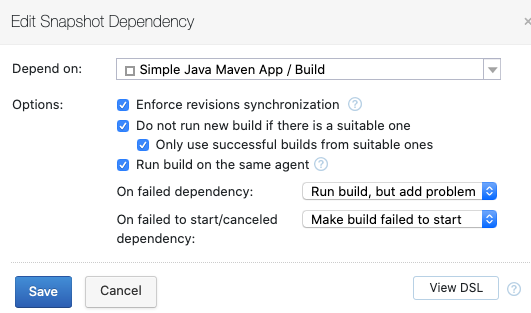 Edit Snapshot Dependency
Depend on: Simple Java Maven App / Build
Options: Enforce revisions synchronization ?
Do not run new build if there is a suitable one
Only use successful builds from suitable ones
Run build on the same agent ?
On failed dependency: Run build, but add problem
On failed to start/canceled Make build failed to start
dependency:
Save Cancel View DSL ?